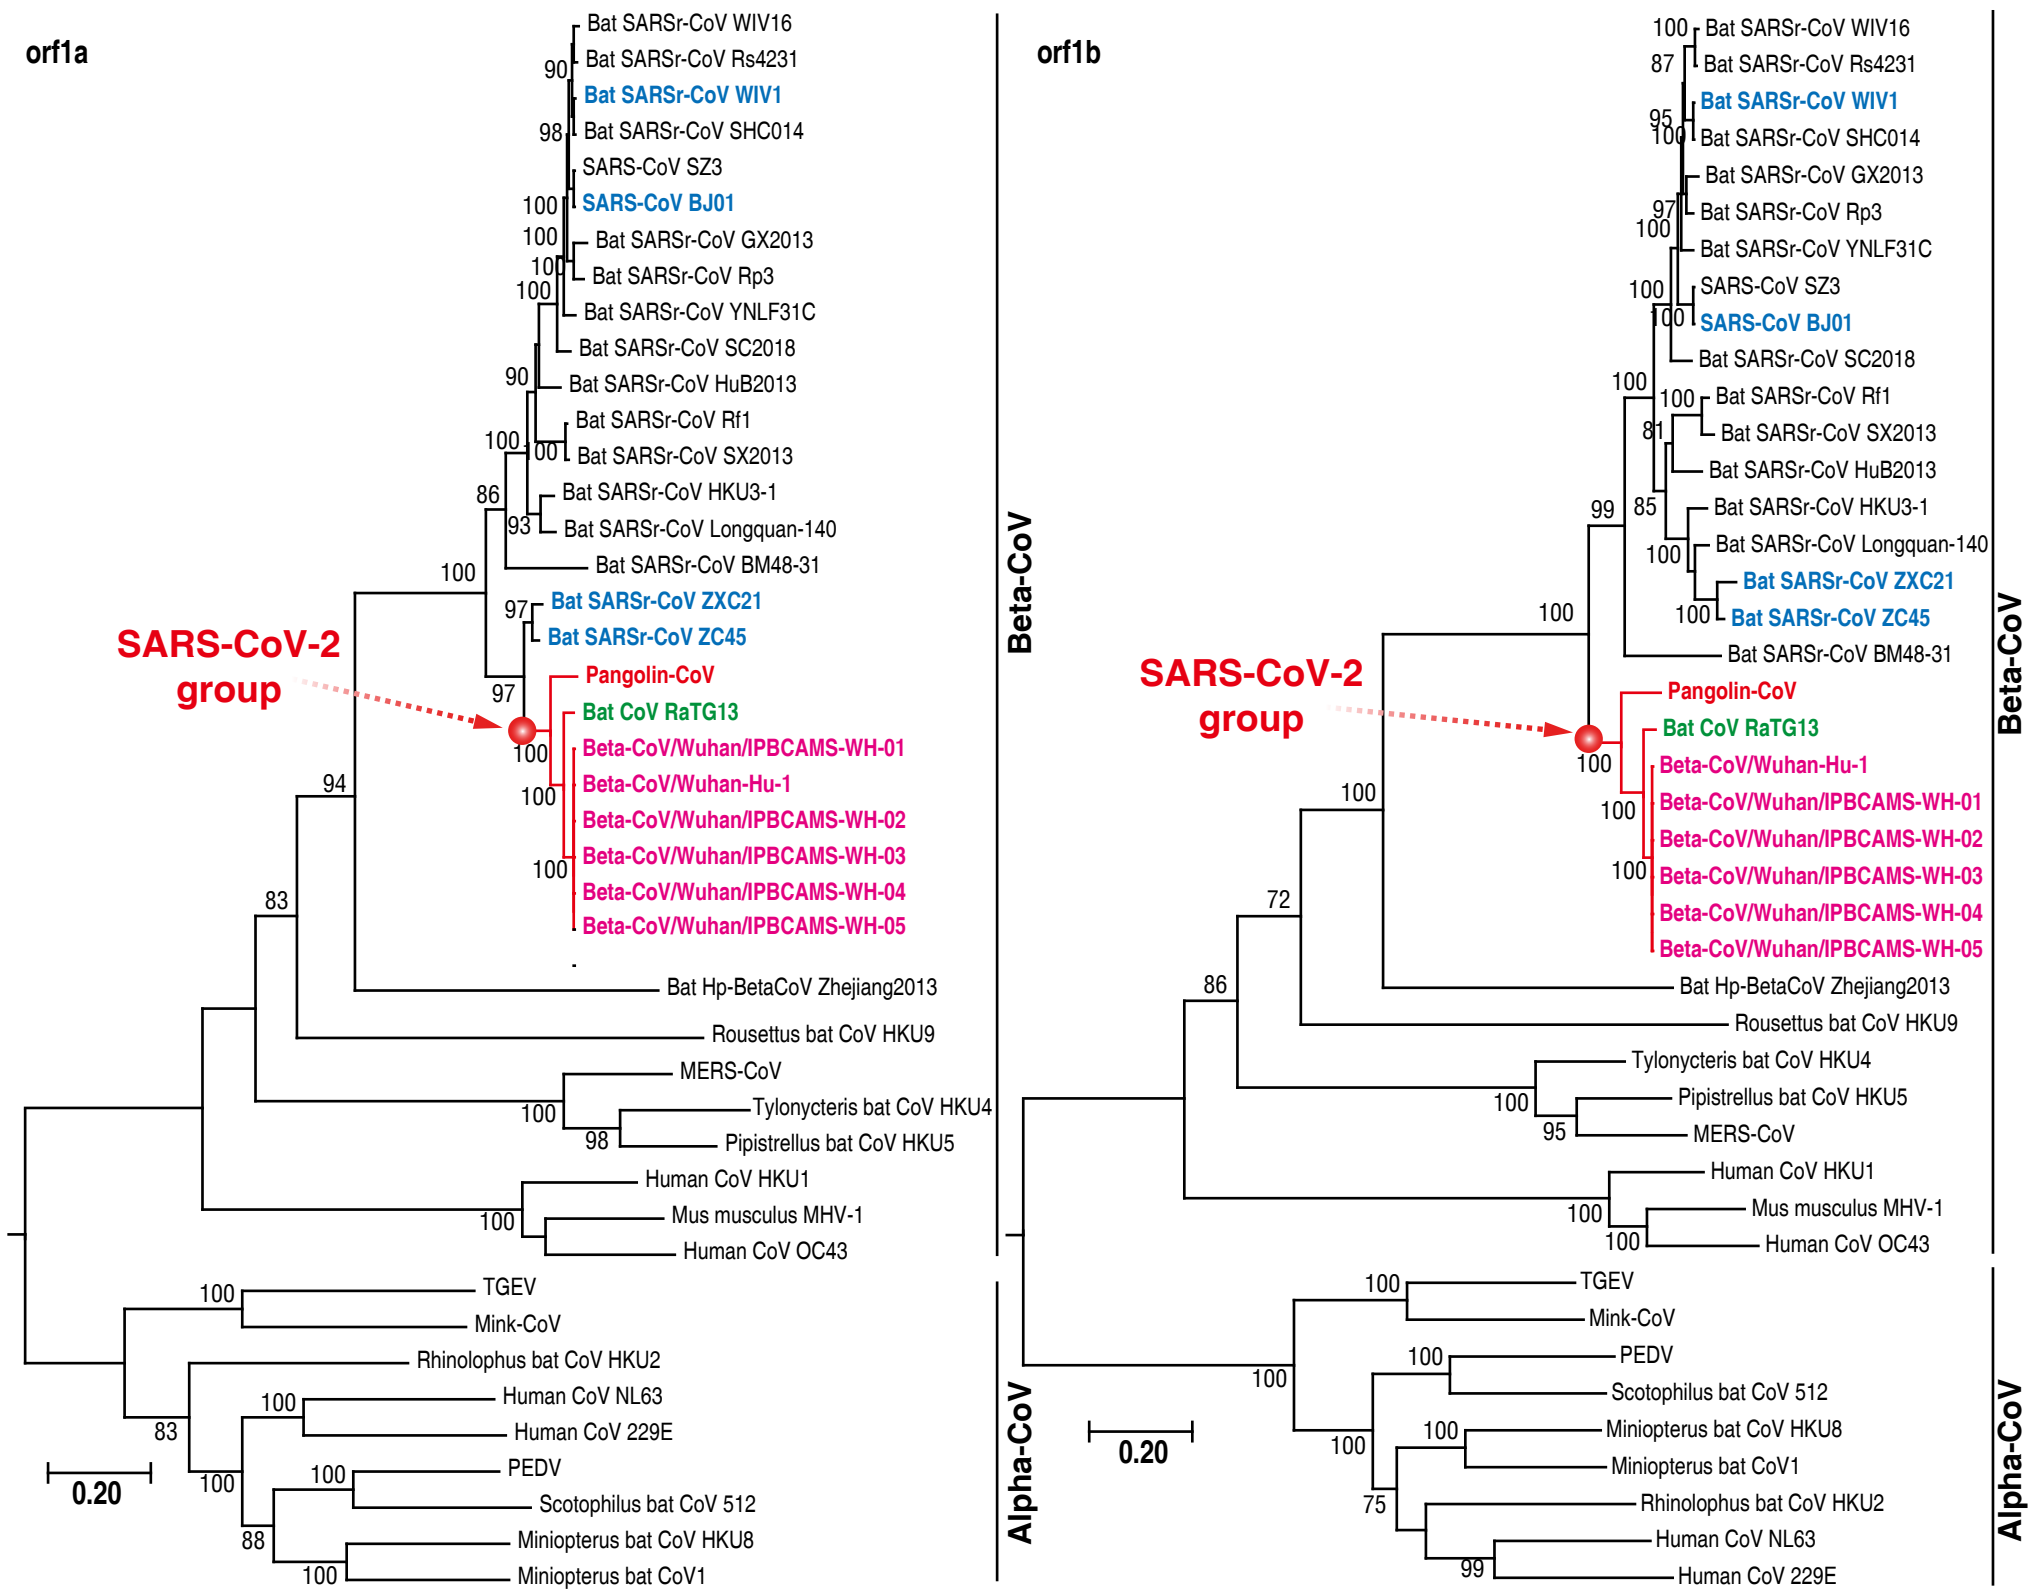 orf1a
Bat SARSr-CoV WIV16
Bat SARSr-CoV Rs4231
90
Bat SARSr-CoV WIV1
98
Bat SARSr-CoV SHC014
SARS-CoV SZ3
100
SARS-CoV BJ01
100
Bat SARSr-CoV GX2013
100
Bat SARSr-CoV Rp3
100
Bat SARSr-CoV YNLF31C
Bat SARSr-CoV SC2018
90
Bat SARSr-CoV HuB2013
Bat SARSr-CoV Rf1
100
100
Bat SARSr-CoV SX2013
86
Bat SARSr-CoV HKU3-1
93
Bat SARSr-CoV Longquan-140
Bat SARSr-CoV BM48-31
100
97
Bat SARSr-CoV ZXC21
Bat SARSr-CoV ZC45
SARS-CoV-2
group
Pangolin-CoV
97
Bat CoV RaTG13
100
Beta-CoV/Wuhan/IPBCAMS-WH-01
Beta-CoV/Wuhan-Hu-1
100
Beta-CoV/Wuhan/IPBCAMS-WH-02
Beta-CoV/Wuhan/IPBCAMS-WH-03
100
Beta-CoV/Wuhan/IPBCAMS-WH-04
Beta-CoV/Wuhan/IPBCAMS-WH-05
94
Bat Hp-BetaCoV Zhejiang2013
83
Rousettus bat CoV HKU9
MERS-CoV
100
Tylonycteris bat CoV HKU4
98
Pipistrellus bat CoV HKU5
Human CoV HKU1
100
Mus musculus MHV-1
Human CoV OC43
Beta-CoV
100
TGEV
Mink-CoV
Rhinolophus bat CoV HKU2
83
100
Human CoV NL63
Human CoV 229E
100
100
PEDV
Scotophilus bat CoV 512
88
Miniopterus bat CoV HKU8
100
Miniopterus bat CoV1
Alpha-CoV
0.20
orf1b
100
Bat SARSr-CoV WIV16
87
Bat SARSr-CoV Rs4231
Bat SARSr-CoV WIV1
95
100
Bat SARSr-CoV SHC014
Bat SARSr-CoV GX2013
97
Bat SARSr-CoV Rp3
100
Bat SARSr-CoV YNLF31C
100
SARS-CoV SZ3
100
SARS-CoV BJ01
Bat SARSr-CoV SC2018
100
100
Bat SARSr-CoV Rf1
81
Bat SARSr-CoV SX2013
Bat SARSr-CoV HuB2013
99
85
Bat SARSr-CoV HKU3-1
100
Bat SARSr-CoV Longquan-140
Bat SARSr-CoV ZXC21
100
Bat SARSr-CoV ZC45
100
Bat SARSr-CoV BM48-31
SARS-CoV-2
group
Pangolin-CoV
Bat CoV RaTG13
100
Beta-CoV/Wuhan-Hu-1
100
Beta-CoV/Wuhan/IPBCAMS-WH-01
Beta-CoV/Wuhan/IPBCAMS-WH-02
100
Beta-CoV/Wuhan/IPBCAMS-WH-03
Beta-CoV/Wuhan/IPBCAMS-WH-04
Beta-CoV/Wuhan/IPBCAMS-WH-05
100
Bat Hp-BetaCoV Zhejiang2013
72
Rousettus bat CoV HKU9
86
Tylonycteris bat CoV HKU4
100
Pipistrellus bat CoV HKU5
95
MERS-CoV
Human CoV HKU1
100
Mus musculus MHV-1
100
Human CoV OC43
Beta-CoV
100
TGEV
Mink-CoV
100
100
PEDV
Scotophilus bat CoV 512
100
100
Miniopterus bat CoV HKU8
Miniopterus bat CoV1
75
Rhinolophus bat CoV HKU2
Human CoV NL63
99
Human CoV 229E
Alpha-CoV
0.20